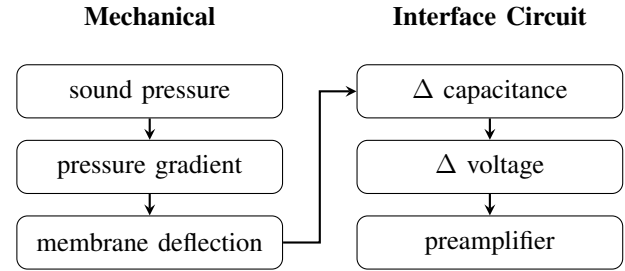 Mechanical
sound pressure
pressure gradient
membrane deflection
Interface Circuit
Δ capacitance
Δ voltage
preamplifier